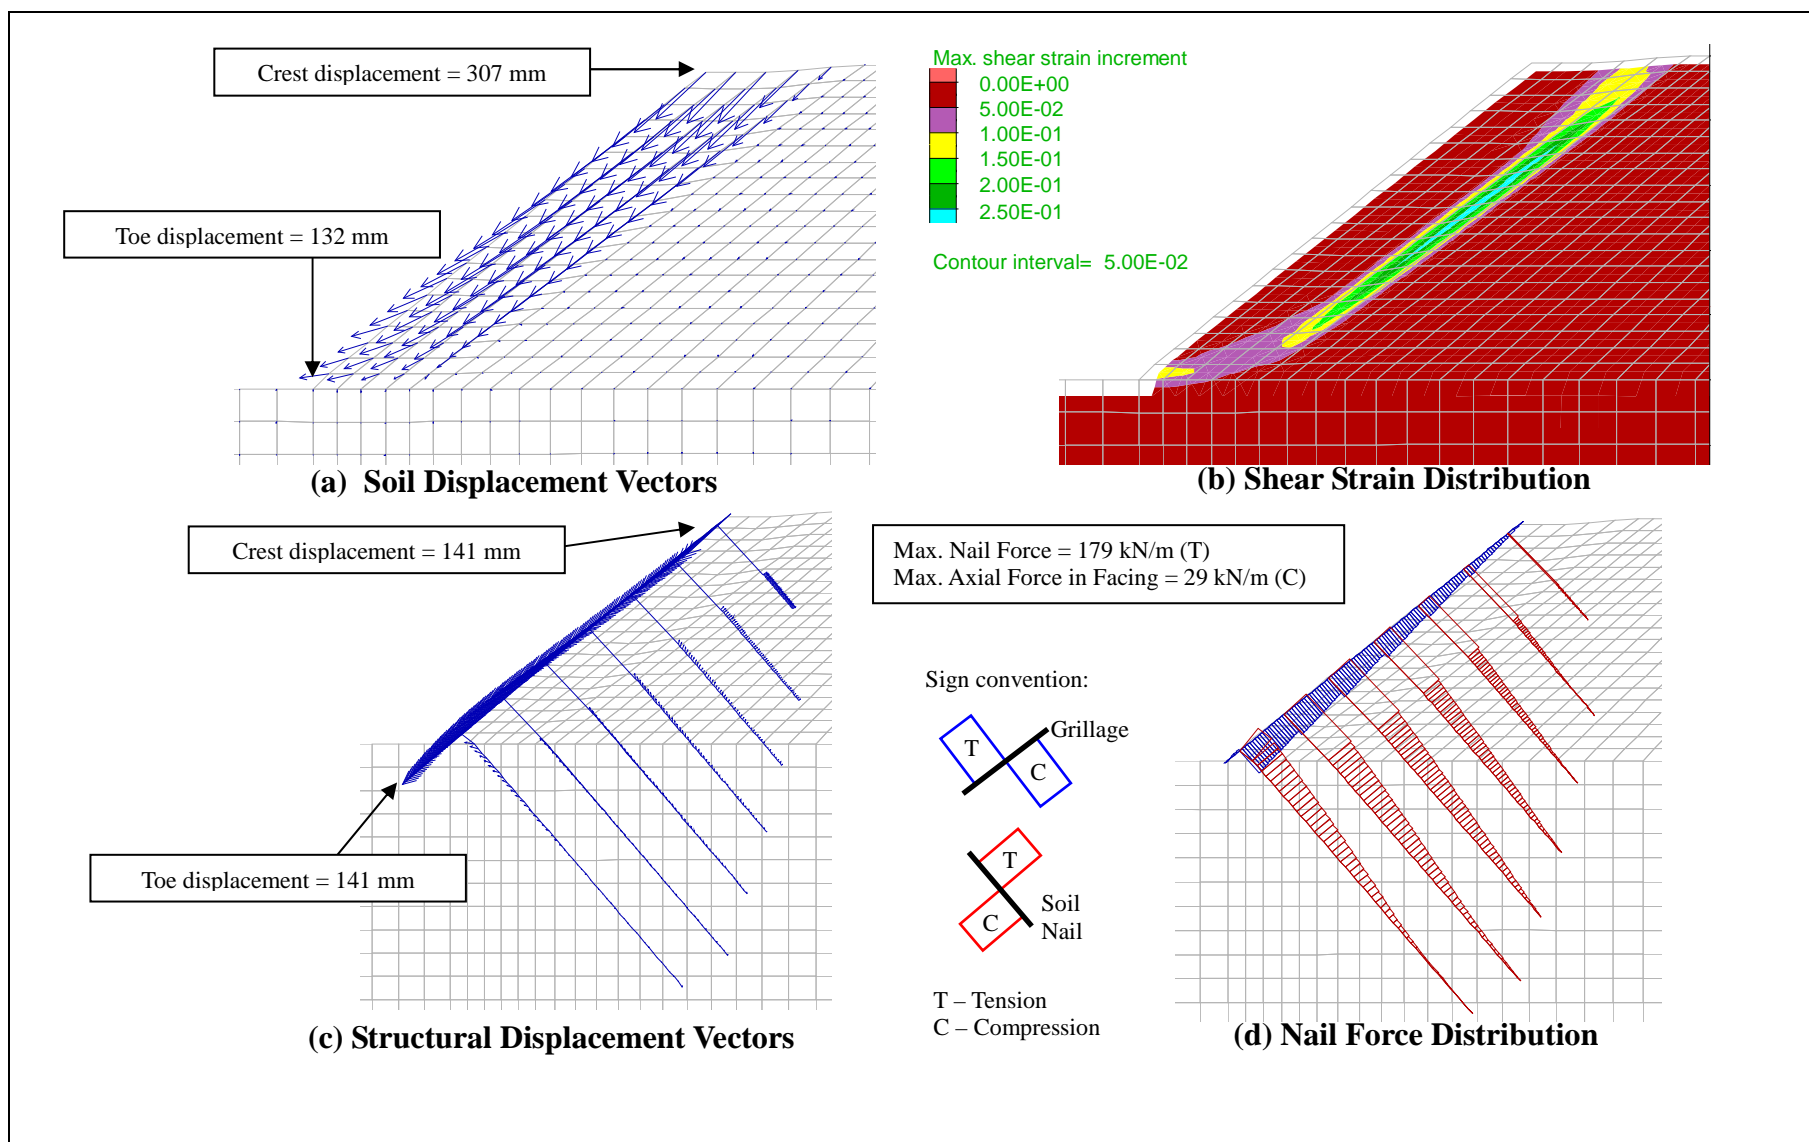 Crest displacement = 307 mm
Toe displacement = 132 mm
(a)  Soil Displacement Vectors
Max. shear strain increment
0.00E+00
5.00E-02
1.00E-01
1.50E-01
2.00E-01
2.50E-01
Contour interval=  5.00E-02
(b) Shear Strain Distribution
Crest displacement = 141 mm
Toe displacement = 141 mm
(c) Structural Displacement Vectors
Max. Nail Force = 179 kN/m (T)
Max. Axial Force in Facing = 29 kN/m (C)
Sign convention:
Grillage
T
C
T
C
Soil
Nail
T – Tension
C – Compression
(d) Nail Force Distribution